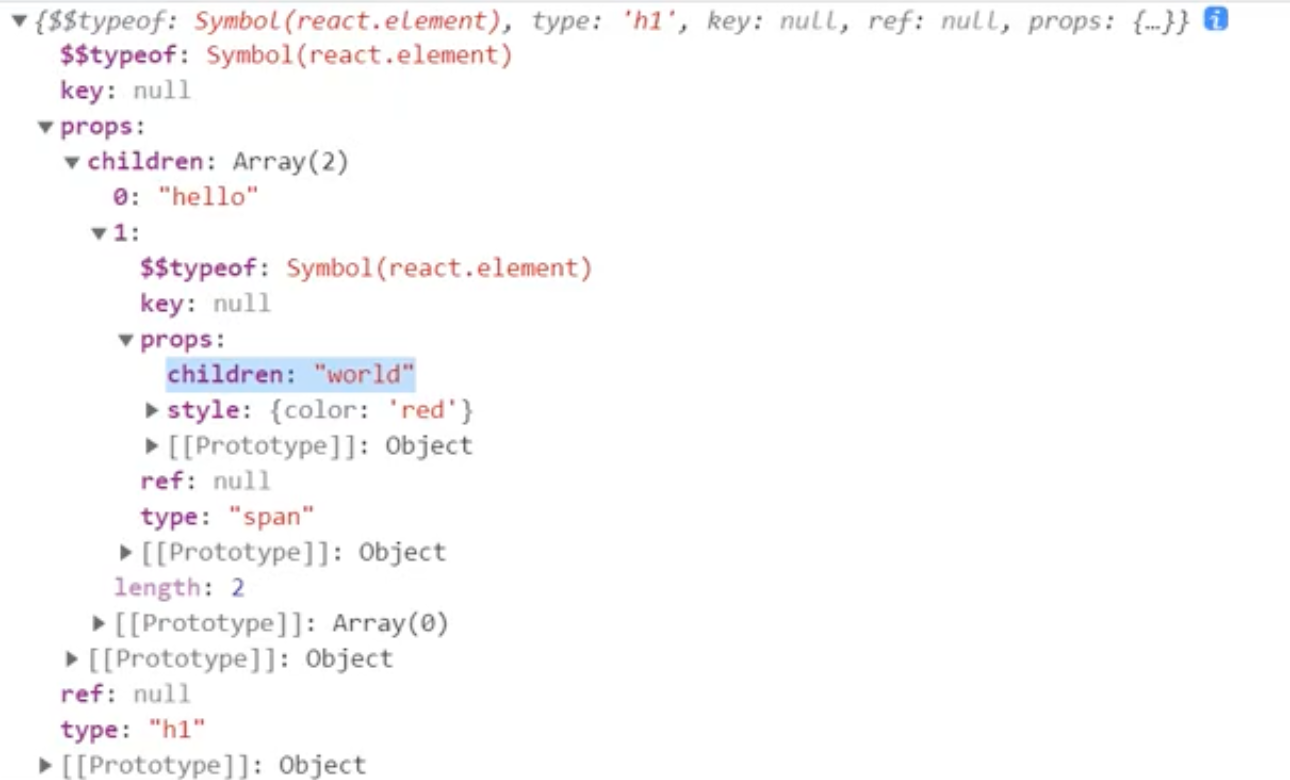 ▼{$$typeof: Symbol(react.element), type: 'h1', key: null, ref: null, props: {…}} i
$$typeof: Symbol(react.element)
key: null
▼props:
▼children: Array(2)
0: "hello"
▼1:
$$typeof: Symbol(react.element)
key: null
▼props:
children: "world"
▶style: {color: 'red'}
▶[[Prototype]]: Object
ref: null
type: "span"
▶[[Prototype]]: Object
length: 2
▶[[Prototype]]: Array(0)
▶[[Prototype]]: Object
ref: null
type: "h1"
▶[[Prototype]]: Object